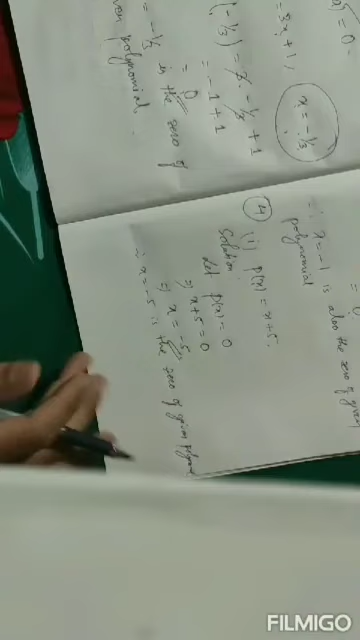 = 0.
= 3x + 1,
x = -1/3
(-1/3) = 3 · -1/3 + 1
= -1 + 1
= 0
= -1/3 is the zero of
polynomial.
= 0
∴ x = -1 is also the zero of given
polynomial
4
(i) p(x) = x + 5.
Solution
Let p(x) = 0
⇒ x + 5 = 0
⇒ x = -5
∴ x = -5 is the zero of given
FILMIGO